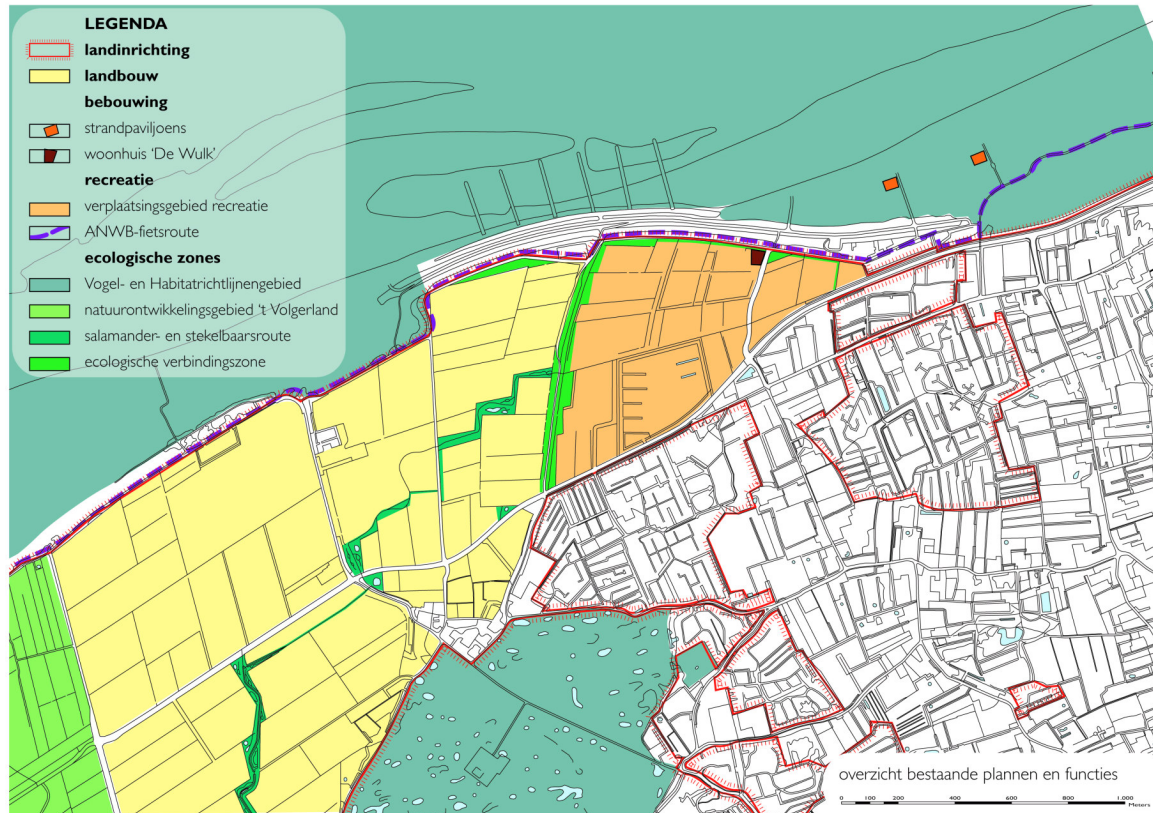 LEGENDA
landinrichting
landbouw
bebouwing
strandpaviljoens
woonhuis 'De Wulk'
recreatie
verplaatsingsgebied recreatie
ANWB-fietsroute
ecologische zones
Vogel- en Habitatrichtlijnengebied
natuurontwikkelingsgebied 't Volgerland
salamander- en stekelbaarsroute
ecologische verbindingszone
overzicht bestaande plannen en functies
0 100 200 400 600 800 1.000
Meters